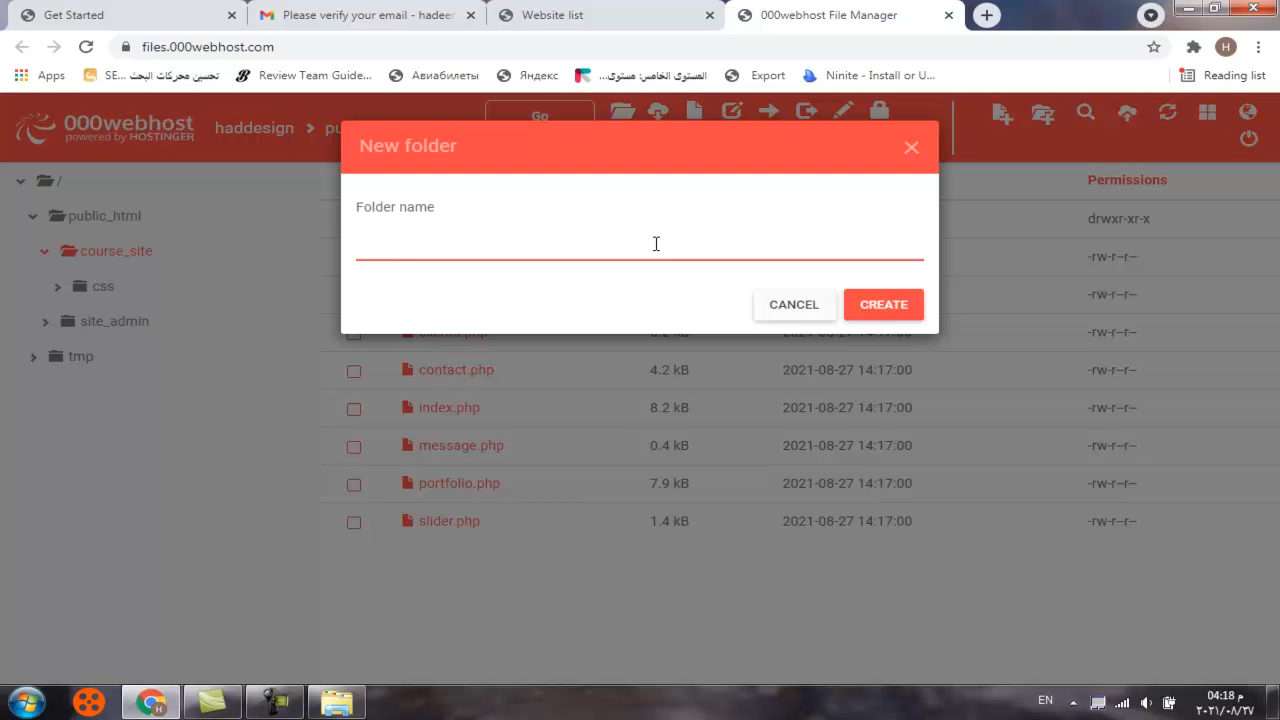 Get Started
Please verify your email - hadeer
Website list
000webhost File Manager
files.000webhost.com
H
Apps
SE... تحسين محركات البحث
Review Team Guide...
Авиабилеты
Яндекс
المستوى الخامس: مستوى...
Export
Ninite - Install or U...
Reading list
000webhost
powered by HOSTINGER
haddesign
Go
New folder
Folder name
CANCEL
CREATE
/
public_html
course_site
css
site_admin
tmp
Permissions
drwxr-xr-x
-rw-r--r--
-rw-r--r--
-rw-r--r--
contact.php 4.2 kB 2021-08-27 14:17:00 -rw-r--r--
index.php 8.2 kB 2021-08-27 14:17:00 -rw-r--r--
message.php 0.4 kB 2021-08-27 14:17:00 -rw-r--r--
portfolio.php 7.9 kB 2021-08-27 14:17:00 -rw-r--r--
slider.php 1.4 kB 2021-08-27 14:17:00 -rw-r--r--
H
EN
04:18 م
٢٠٢١/٠٨/٢٧